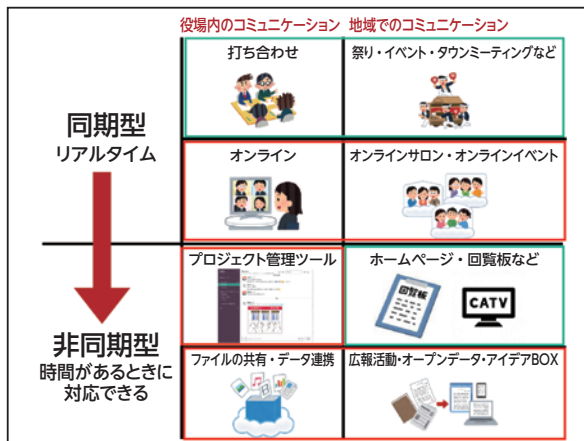 役場内のコミュニケーション
地域でのコミュニケーション
打ち合わせ
祭り・イベント・タウンミーティングなど
同期型
リアルタイム
オンライン
オンラインサロン・オンラインイベント
プロジェクト管理ツール
ホームページ・回覧板など
回覧板
CATV
非同期型
時間があるときに
対応できる
ファイルの共有・データ連携
広報活動・オープンデータ・アイデアBOX